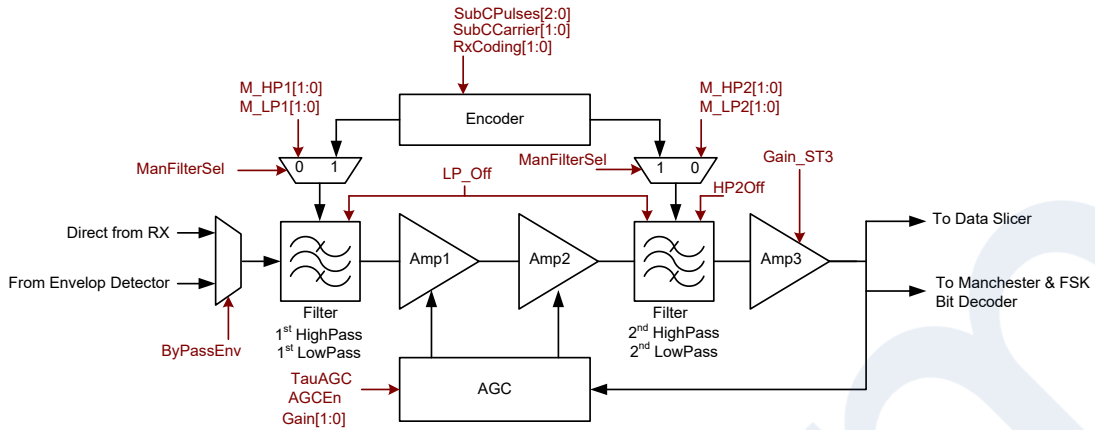 SubCPulses[2:0]
SubCCarrier[1:0]
RxCoding[1:0]
M_HP1[1:0]
M_LP1[1:0]
M_HP2[1:0]
M_LP2[1:0]
Encoder
ManFilterSel
0 1
ManFilterSel
1 0
Gain_ST3
LP_Off
HP2Off
Direct from RX
From Envelop Detector
Amp1
Amp2
Amp3
To Data Slicer
To Manchester & FSK
Bit Decoder
Filter
1st HighPass
1st LowPass
Filter
2nd HighPass
2nd LowPass
ByPassEnv
TauAGC
AGCEn
Gain[1:0]
AGC